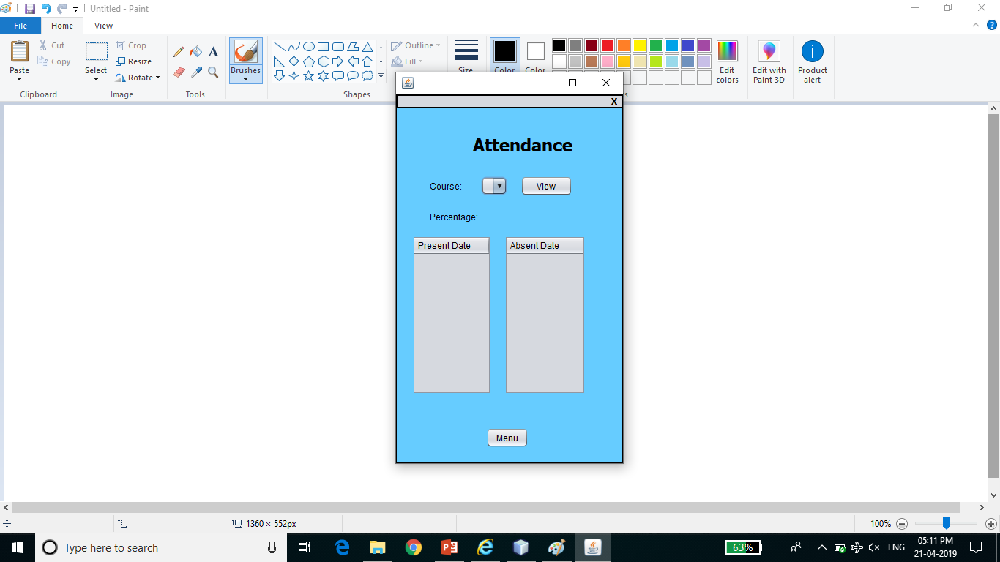 Untitled - Paint
File Home View
Paste
Cut
Copy
Clipboard
Select
Crop
Resize
Rotate
Image
A
Tools
Brushes
Shapes
Outline
Fill
Size
Color
Color
Edit
colors
Edit with
Paint 3D
Product
alert
X
Attendance
Course:
View
Percentage:
Present Date
Absent Date
Menu
1360 × 552px
100%
Type here to search
63%
ENG
05:11 PM
21-04-2019